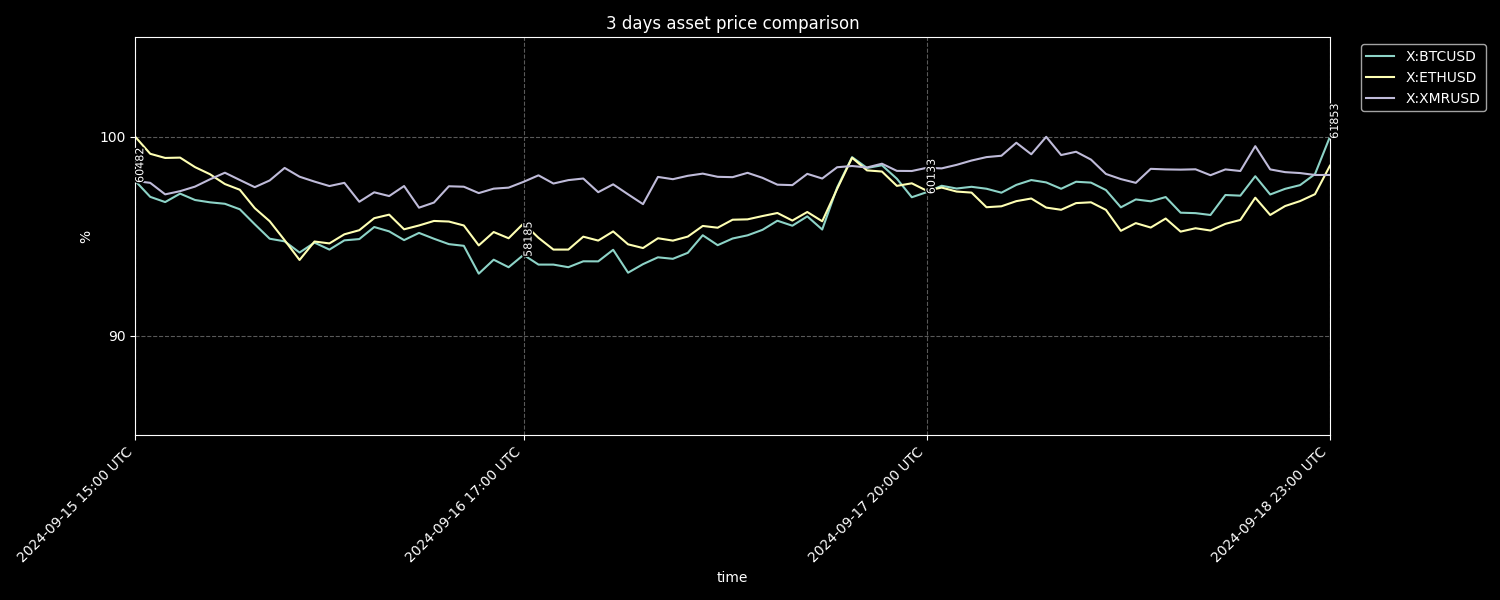 3 days asset price comparison
X:BTCUSD
X:ETHUSD
X:XMRUSD
100
90
%
60482
58185
60133
61853
2024-09-15 15:00 UTC
2024-09-16 17:00 UTC
2024-09-17 20:00 UTC
2024-09-18 23:00 UTC
time